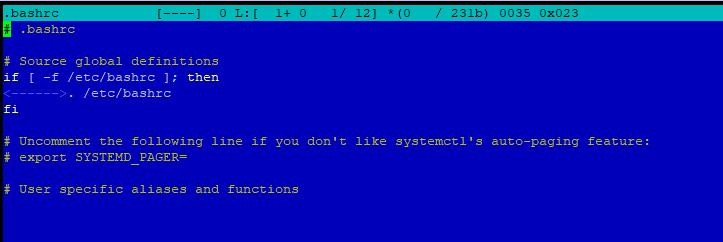 .bashrc [----] 0 L:[ 1+ 0 1/ 12] *(0 / 231b) 0035 0x023
# .bashrc
# Source global definitions
if [ -f /etc/bashrc ]; then
<------>. /etc/bashrc
fi
# Uncomment the following line if you don't like systemctl's auto-paging feature:
# export SYSTEMD_PAGER=
# User specific aliases and functions